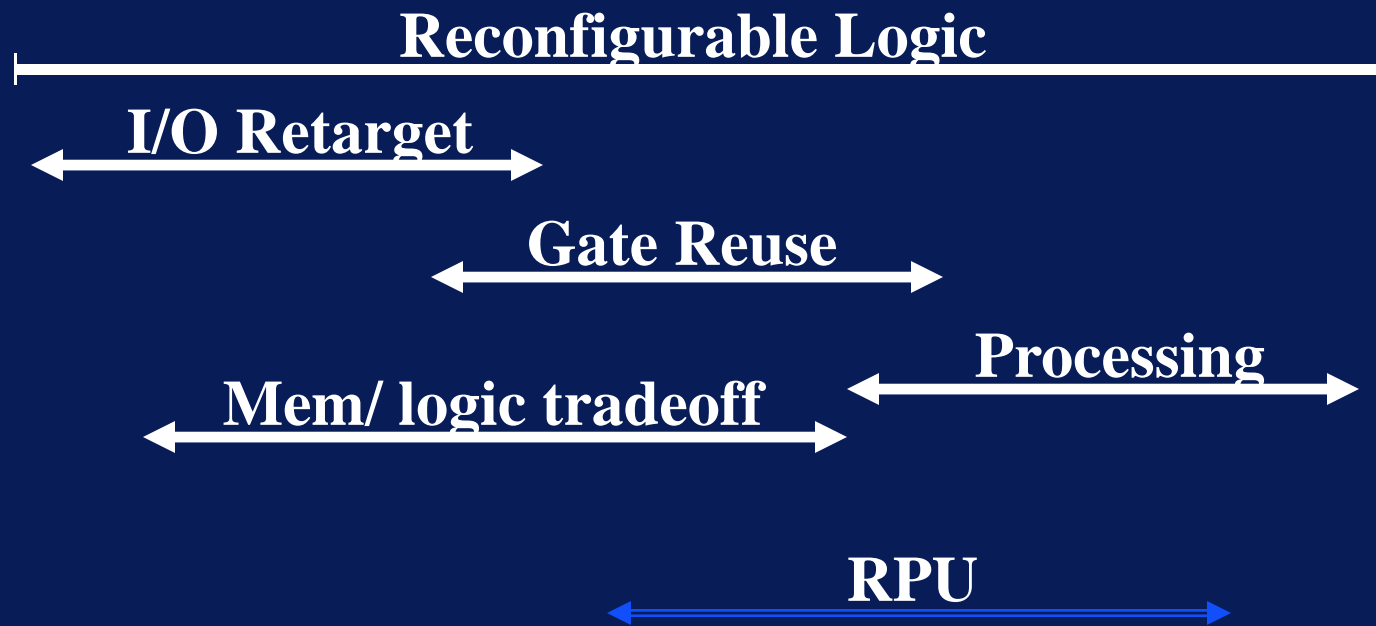 Reconfigurable Logic
I/O Retarget
Gate Reuse
Processing
Mem/ logic tradeoff
RPU